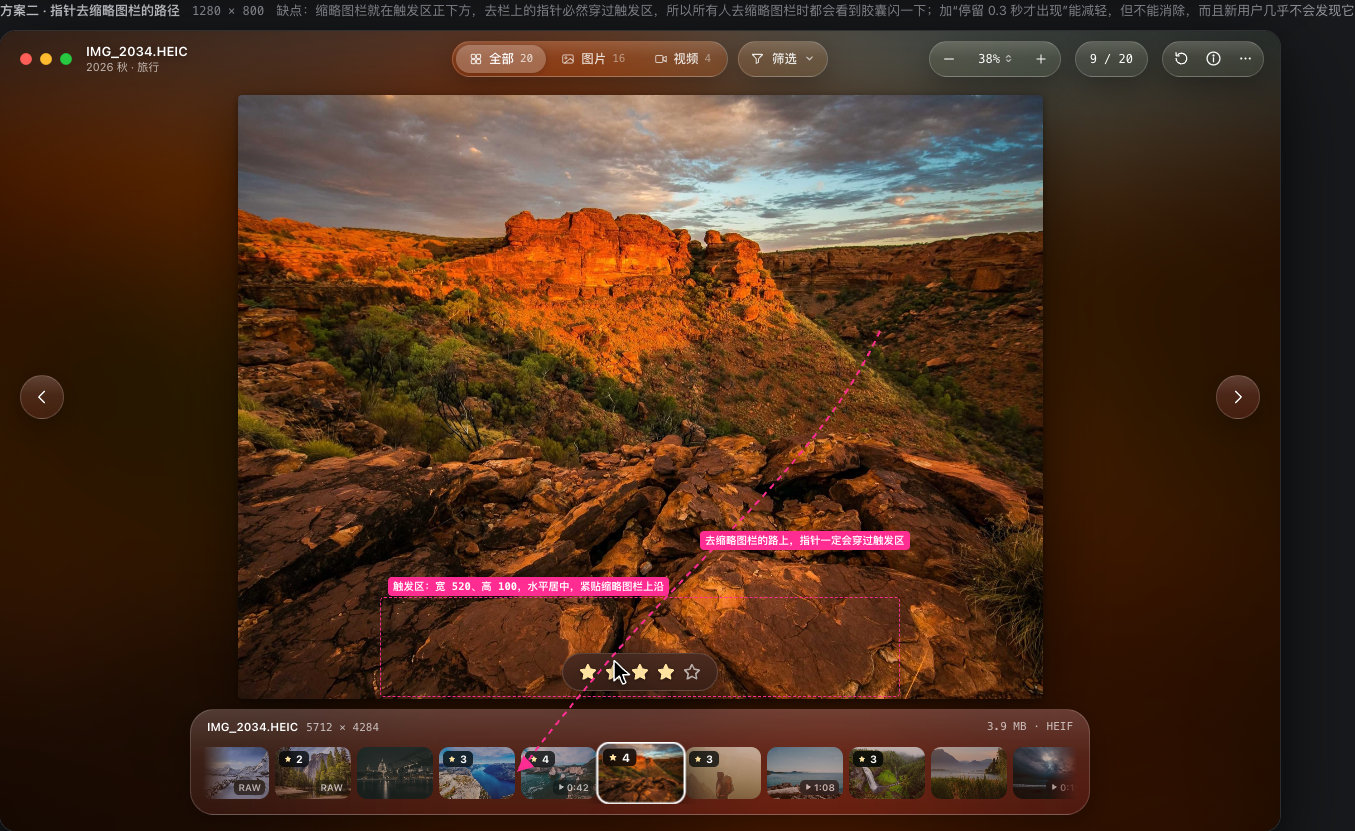 方案二 · 指针去缩略图栏的路径 1280 × 800 缺点：缩略图栏就在触发区正下方，去栏上的指针必然穿过触发区，所以所有人去缩略图栏时都会看到胶囊闪一下；加“停留 0.3 秒才出现”能减轻，但不能消除，而且新用户几乎不会发现它
IMG_2034.HEIC
2026 秋 · 旅行
全部 20 图片 16 视频 4 筛选 38% 9 / 20
去缩略图栏的路上，指针一定会穿过触发区
触发区：宽 520、高 100，水平居中，紧贴缩略图栏上沿
IMG_2034.HEIC 5712 × 4284 3.9 MB · HEIF
2 3 4 4 3 3
RAW RAW 0:42 1:08